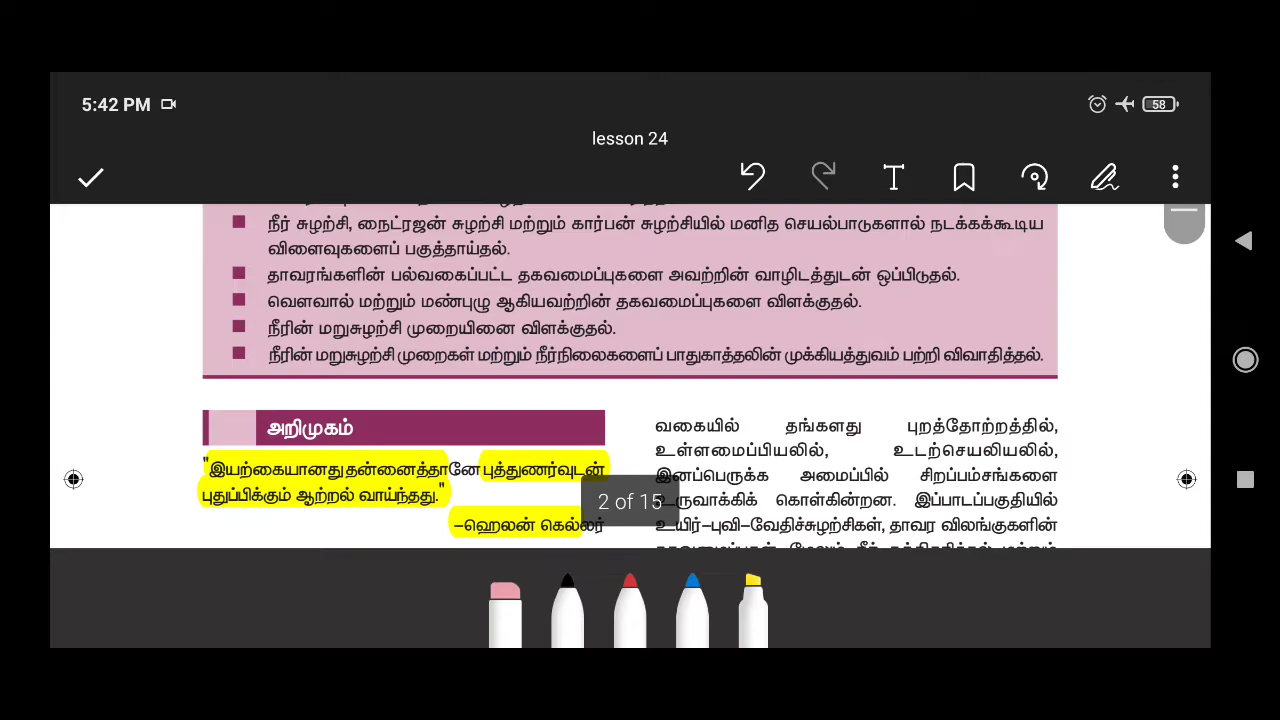 5:42 PM
58
lesson 24
நீர் சுழற்சி, நைட்ரஜன் சுழற்சி மற்றும் கார்பன் சுழற்சியில் மனித செயல்பாடுகளால் நடக்கக்கூடிய
விளைவுகளைப் பகுத்தாய்தல்.
தாவரங்களின் பல்வகைப்பட்ட தகவமைப்புகளை அவற்றின் வாழிடத்துடன் ஒப்பிடுதல்.
வௌவால் மற்றும் மண்புழு ஆகியவற்றின் தகவமைப்புகளை விளக்குதல்.
நீரின் மறுசுழற்சி முறையினை விளக்குதல்.
நீரின் மறுசுழற்சி முறைகள் மற்றும் நீர்நிலைகளைப் பாதுகாத்தலின் முக்கியத்துவம் பற்றி விவாதித்தல்.
அறிமுகம்
"இயற்கையானது தன்னைத்தானே புத்துணர்வுடன்
புதுப்பிக்கும் ஆற்றல் வாய்ந்தது."
–ஹெலன் கெல்லர்
வகையில் தங்களது புறத்தோற்றத்தில்,
உள்ளமைப்பியலில், உடற்செயலியலில்,
இனப்பெருக்க அமைப்பில் சிறப்பம்சங்களை
உருவாக்கிக் கொள்கின்றன. இப்பாடப்பகுதியில்
உயிர்–புவி–வேதிச்சுழற்சிகள், தாவர விலங்குகளின்
2 of 15